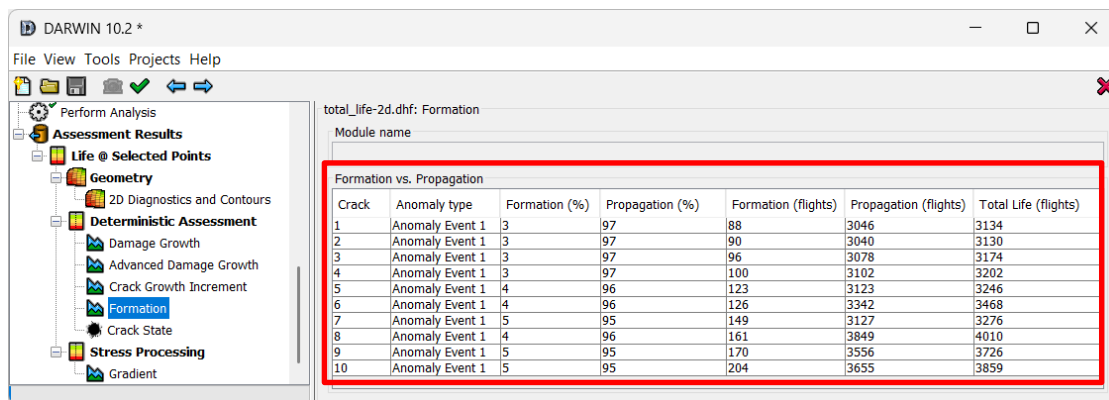 DARWIN 10.2 *
File View Tools Projects Help
Perform Analysis
Assessment Results
Life @ Selected Points
Geometry
2D Diagnostics and Contours
Deterministic Assessment
Damage Growth
Advanced Damage Growth
Crack Growth Increment
Formation
Crack State
Stress Processing
Gradient
total_life-2d.dhf: Formation
Module name
Formation vs. Propagation
Crack Anomaly type Formation (%) Propagation (%) Formation (flights) Propagation (flights) Total Life (flights)
1 Anomaly Event 1 3 97 88 3046 3134
2 Anomaly Event 1 3 97 90 3040 3130
3 Anomaly Event 1 3 97 96 3078 3174
4 Anomaly Event 1 3 97 100 3102 3202
5 Anomaly Event 1 4 96 123 3123 3246
6 Anomaly Event 1 4 96 126 3342 3468
7 Anomaly Event 1 5 95 149 3127 3276
8 Anomaly Event 1 4 96 161 3849 4010
9 Anomaly Event 1 5 95 170 3556 3726
10 Anomaly Event 1 5 95 204 3655 3859